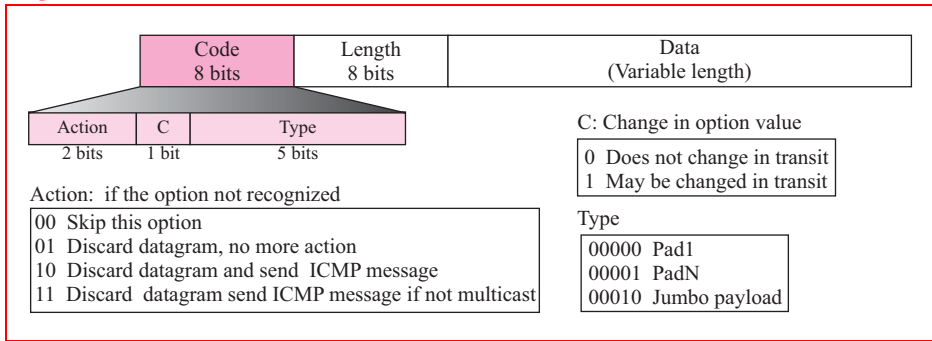 Code Length Data
8 bits 8 bits (Variable length)
Action C Type
2 bits 1 bit 5 bits
C: Change in option value
0 Does not change in transit
1 May be changed in transit
Action: if the option not recognized
00 Skip this option
01 Discard datagram, no more action
10 Discard datagram and send ICMP message
11 Discard datagram send ICMP message if not multicast
Type
00000 Pad1
00001 PadN
00010 Jumbo payload